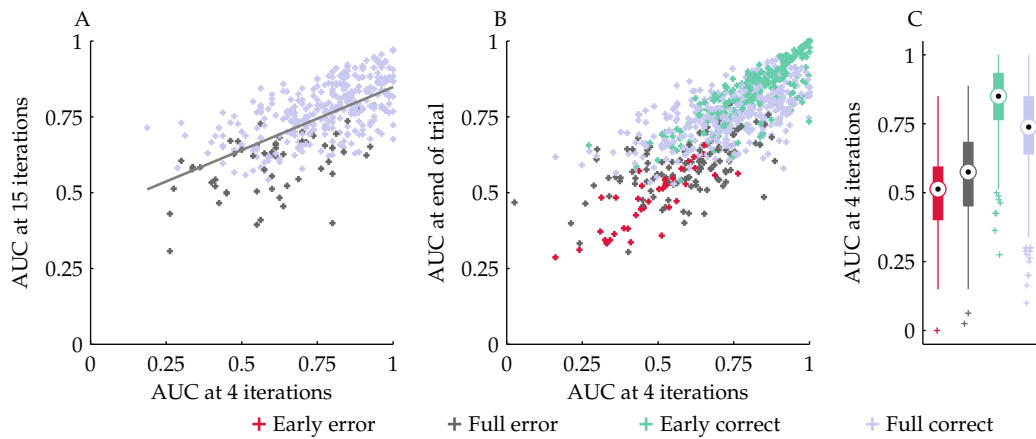 A
AUC at 15 iterations
1
0.75
0.5
0.25
0
0.25
0.5
0.75
1
AUC at 4 iterations
B
AUC at end of trial
1
0.75
0.5
0.25
0
0.25
0.5
0.75
1
AUC at 4 iterations
C
AUC at 4 iterations
1
0.75
0.5
0.25
0
Early error
Full error
Early correct
Full correct